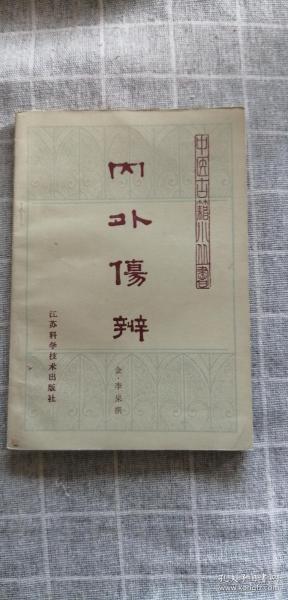 中医古籍小丛书
内外傷辨
金·李杲撰
江苏科学技术出版社